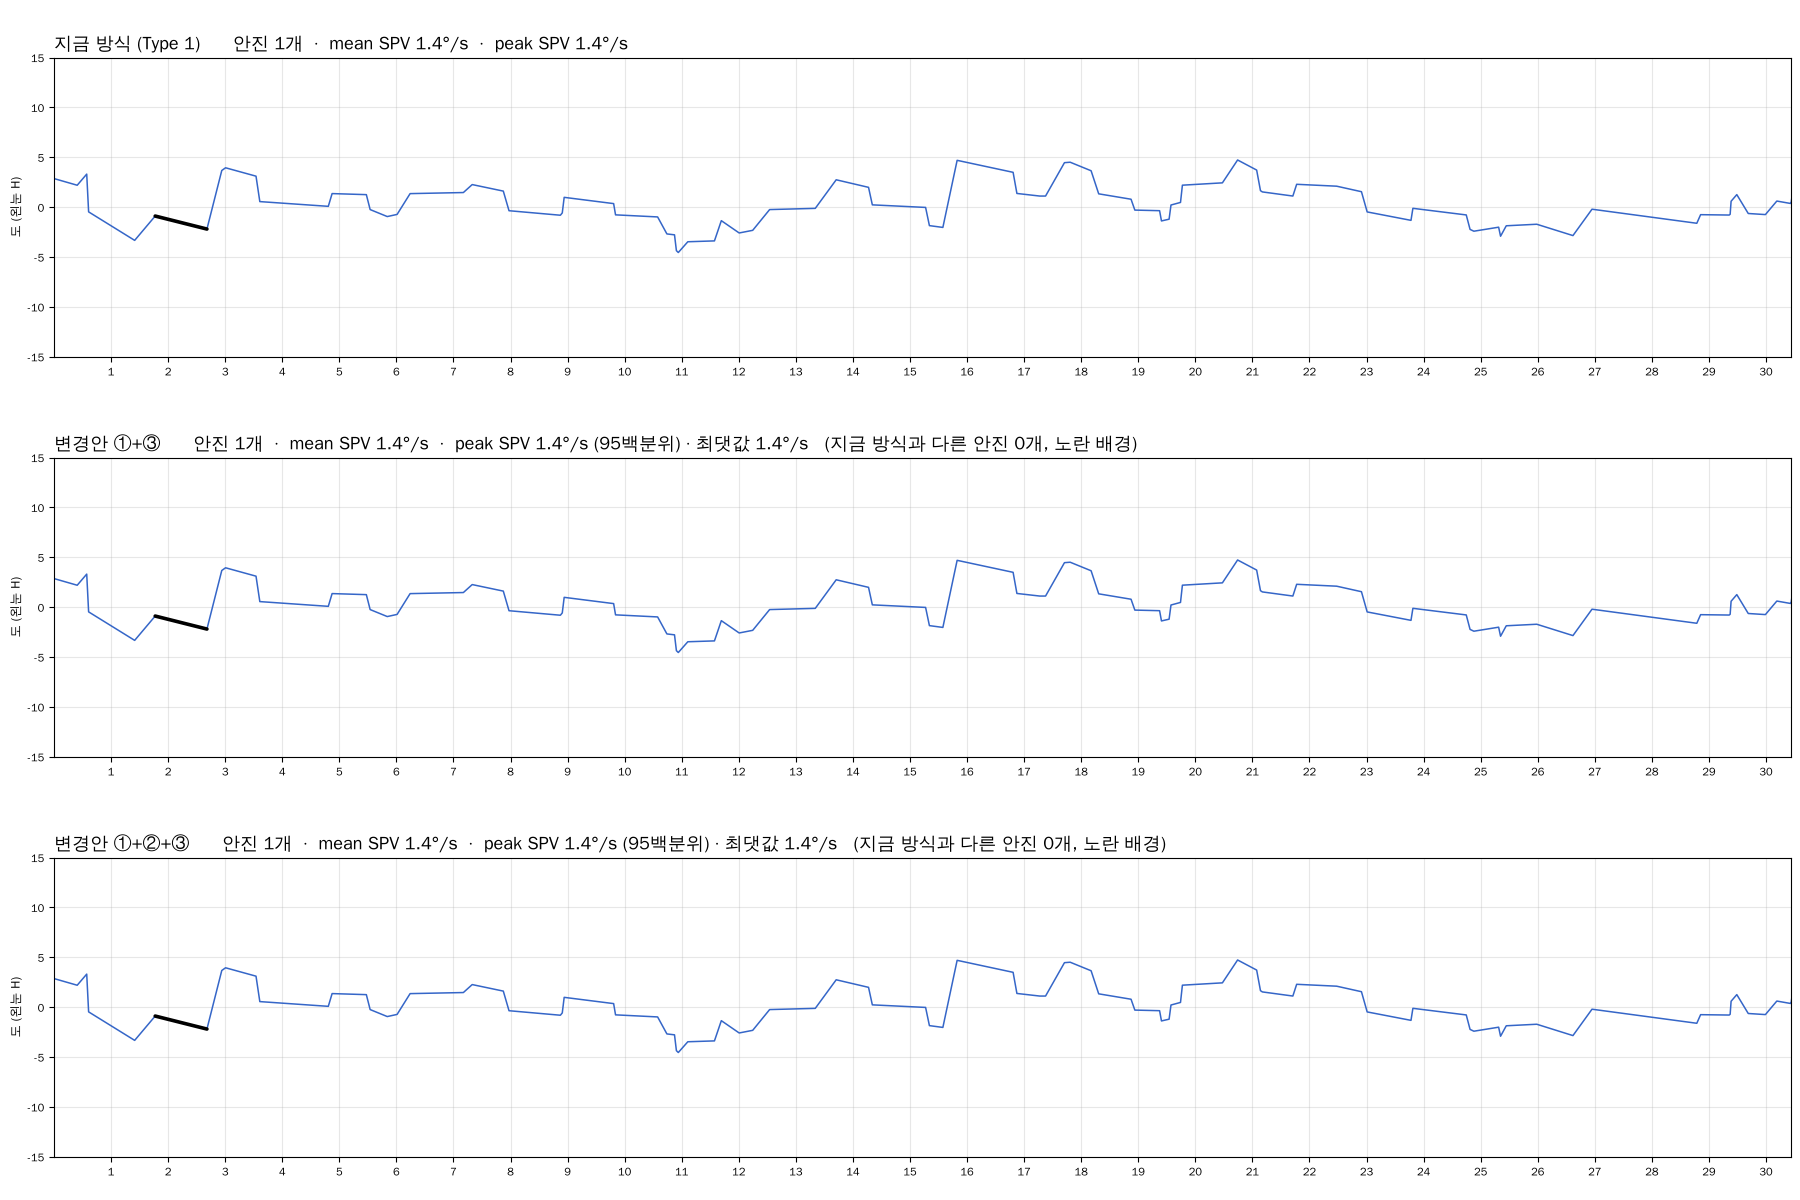 지금 방식 (Type 1) 안진 1개 · mean SPV 1.4°/s · peak SPV 1.4°/s
15
10
5
0
-5
-10
-15
도 (왼눈 H)
1 2 3 4 5 6 7 8 9 10 11 12 13 14 15 16 17 18 19 20 21 22 23 24 25 26 27 28 29 30
변경안 ①+③ 안진 1개 · mean SPV 1.4°/s · peak SPV 1.4°/s (95백분위) · 최댓값 1.4°/s (지금 방식과 다른 안진 0개, 노란 배경)
15
10
5
0
-5
-10
-15
도 (왼눈 H)
1 2 3 4 5 6 7 8 9 10 11 12 13 14 15 16 17 18 19 20 21 22 23 24 25 26 27 28 29 30
변경안 ①+②+③ 안진 1개 · mean SPV 1.4°/s · peak SPV 1.4°/s (95백분위) · 최댓값 1.4°/s (지금 방식과 다른 안진 0개, 노란 배경)
15
10
5
0
-5
-10
-15
도 (왼눈 H)
1 2 3 4 5 6 7 8 9 10 11 12 13 14 15 16 17 18 19 20 21 22 23 24 25 26 27 28 29 30